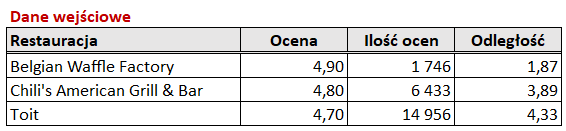 Dane wejściowe
Restauracja Ocena Ilość ocen Odległość
Belgian Waffle Factory 4,90 1 746 1,87
Chili's American Grill & Bar 4,80 6 433 3,89
Toit 4,70 14 956 4,33